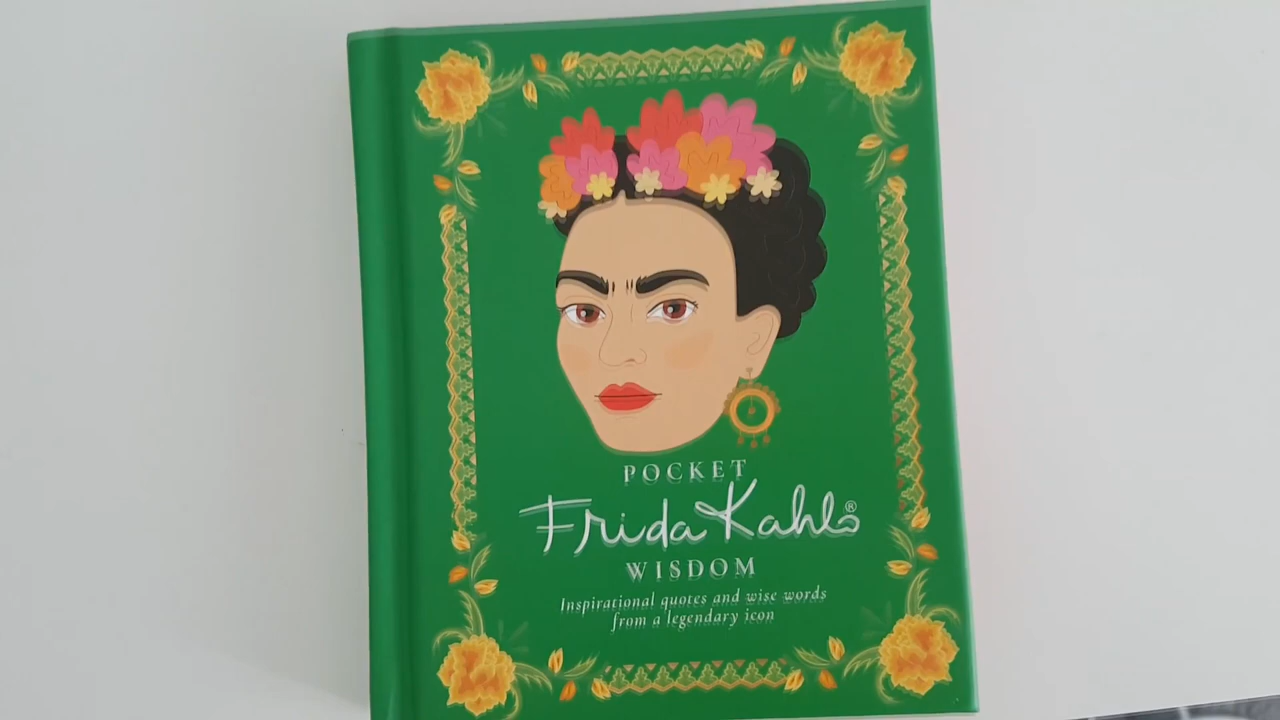 POCKET
Frida Kahlo®
WISDOM
Inspirational quotes and wise words
from a legendary icon